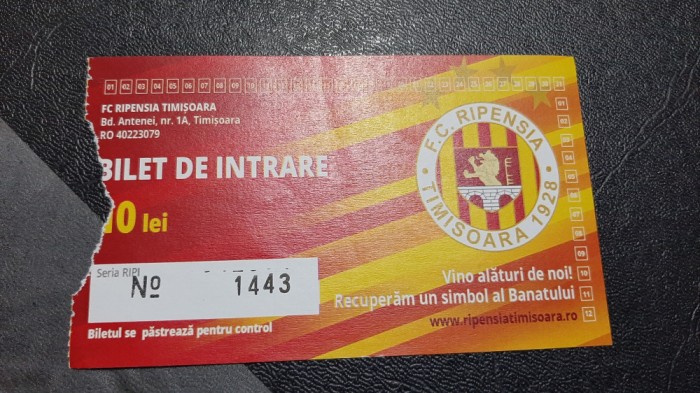 FC RIPENSIA TIMIȘOARA
Bd. Antenei, nr. 1A, Timișoara
RO 40223079
BILET DE INTRARE
10 lei
Seria RIPI
No 1443
Biletul se păstrează pentru control
F.C. RIPENSIA
TIMISOARA 1928
Vino alături de noi!
Recuperăm un simbol al Banatului
www.ripensiatimisoara.ro